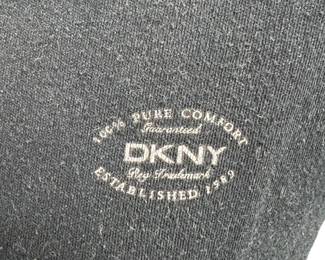 100% PURE COMFORT
Guaranteed
DKNY
Reg Trademark
ESTABLISHED 1989